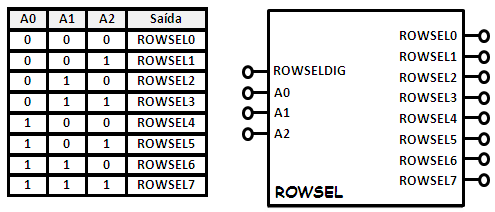 A0 A1 A2 Saída
0 0 0 ROWSEL0
0 0 1 ROWSEL1
0 1 0 ROWSEL2
0 1 1 ROWSEL3
1 0 0 ROWSEL4
1 0 1 ROWSEL5
1 1 0 ROWSEL6
1 1 1 ROWSEL7
ROWSELDIG
A0
A1
A2
ROWSEL0
ROWSEL1
ROWSEL2
ROWSEL3
ROWSEL4
ROWSEL5
ROWSEL6
ROWSEL7
ROWSEL